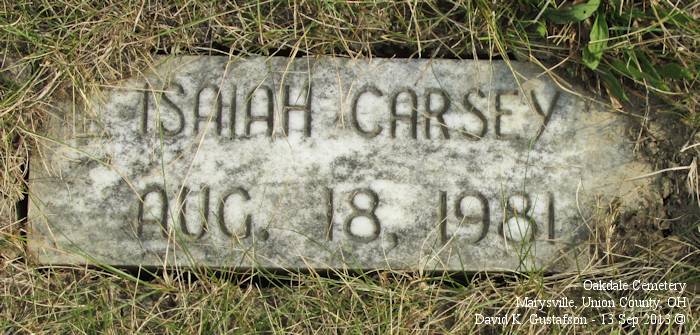 ISAIAH CARSEY
AUG. 18, 1981
Oakdale Cemetery
Marysville, Union County, OH
David K. Gustafson - 13 Sep 2013 ©